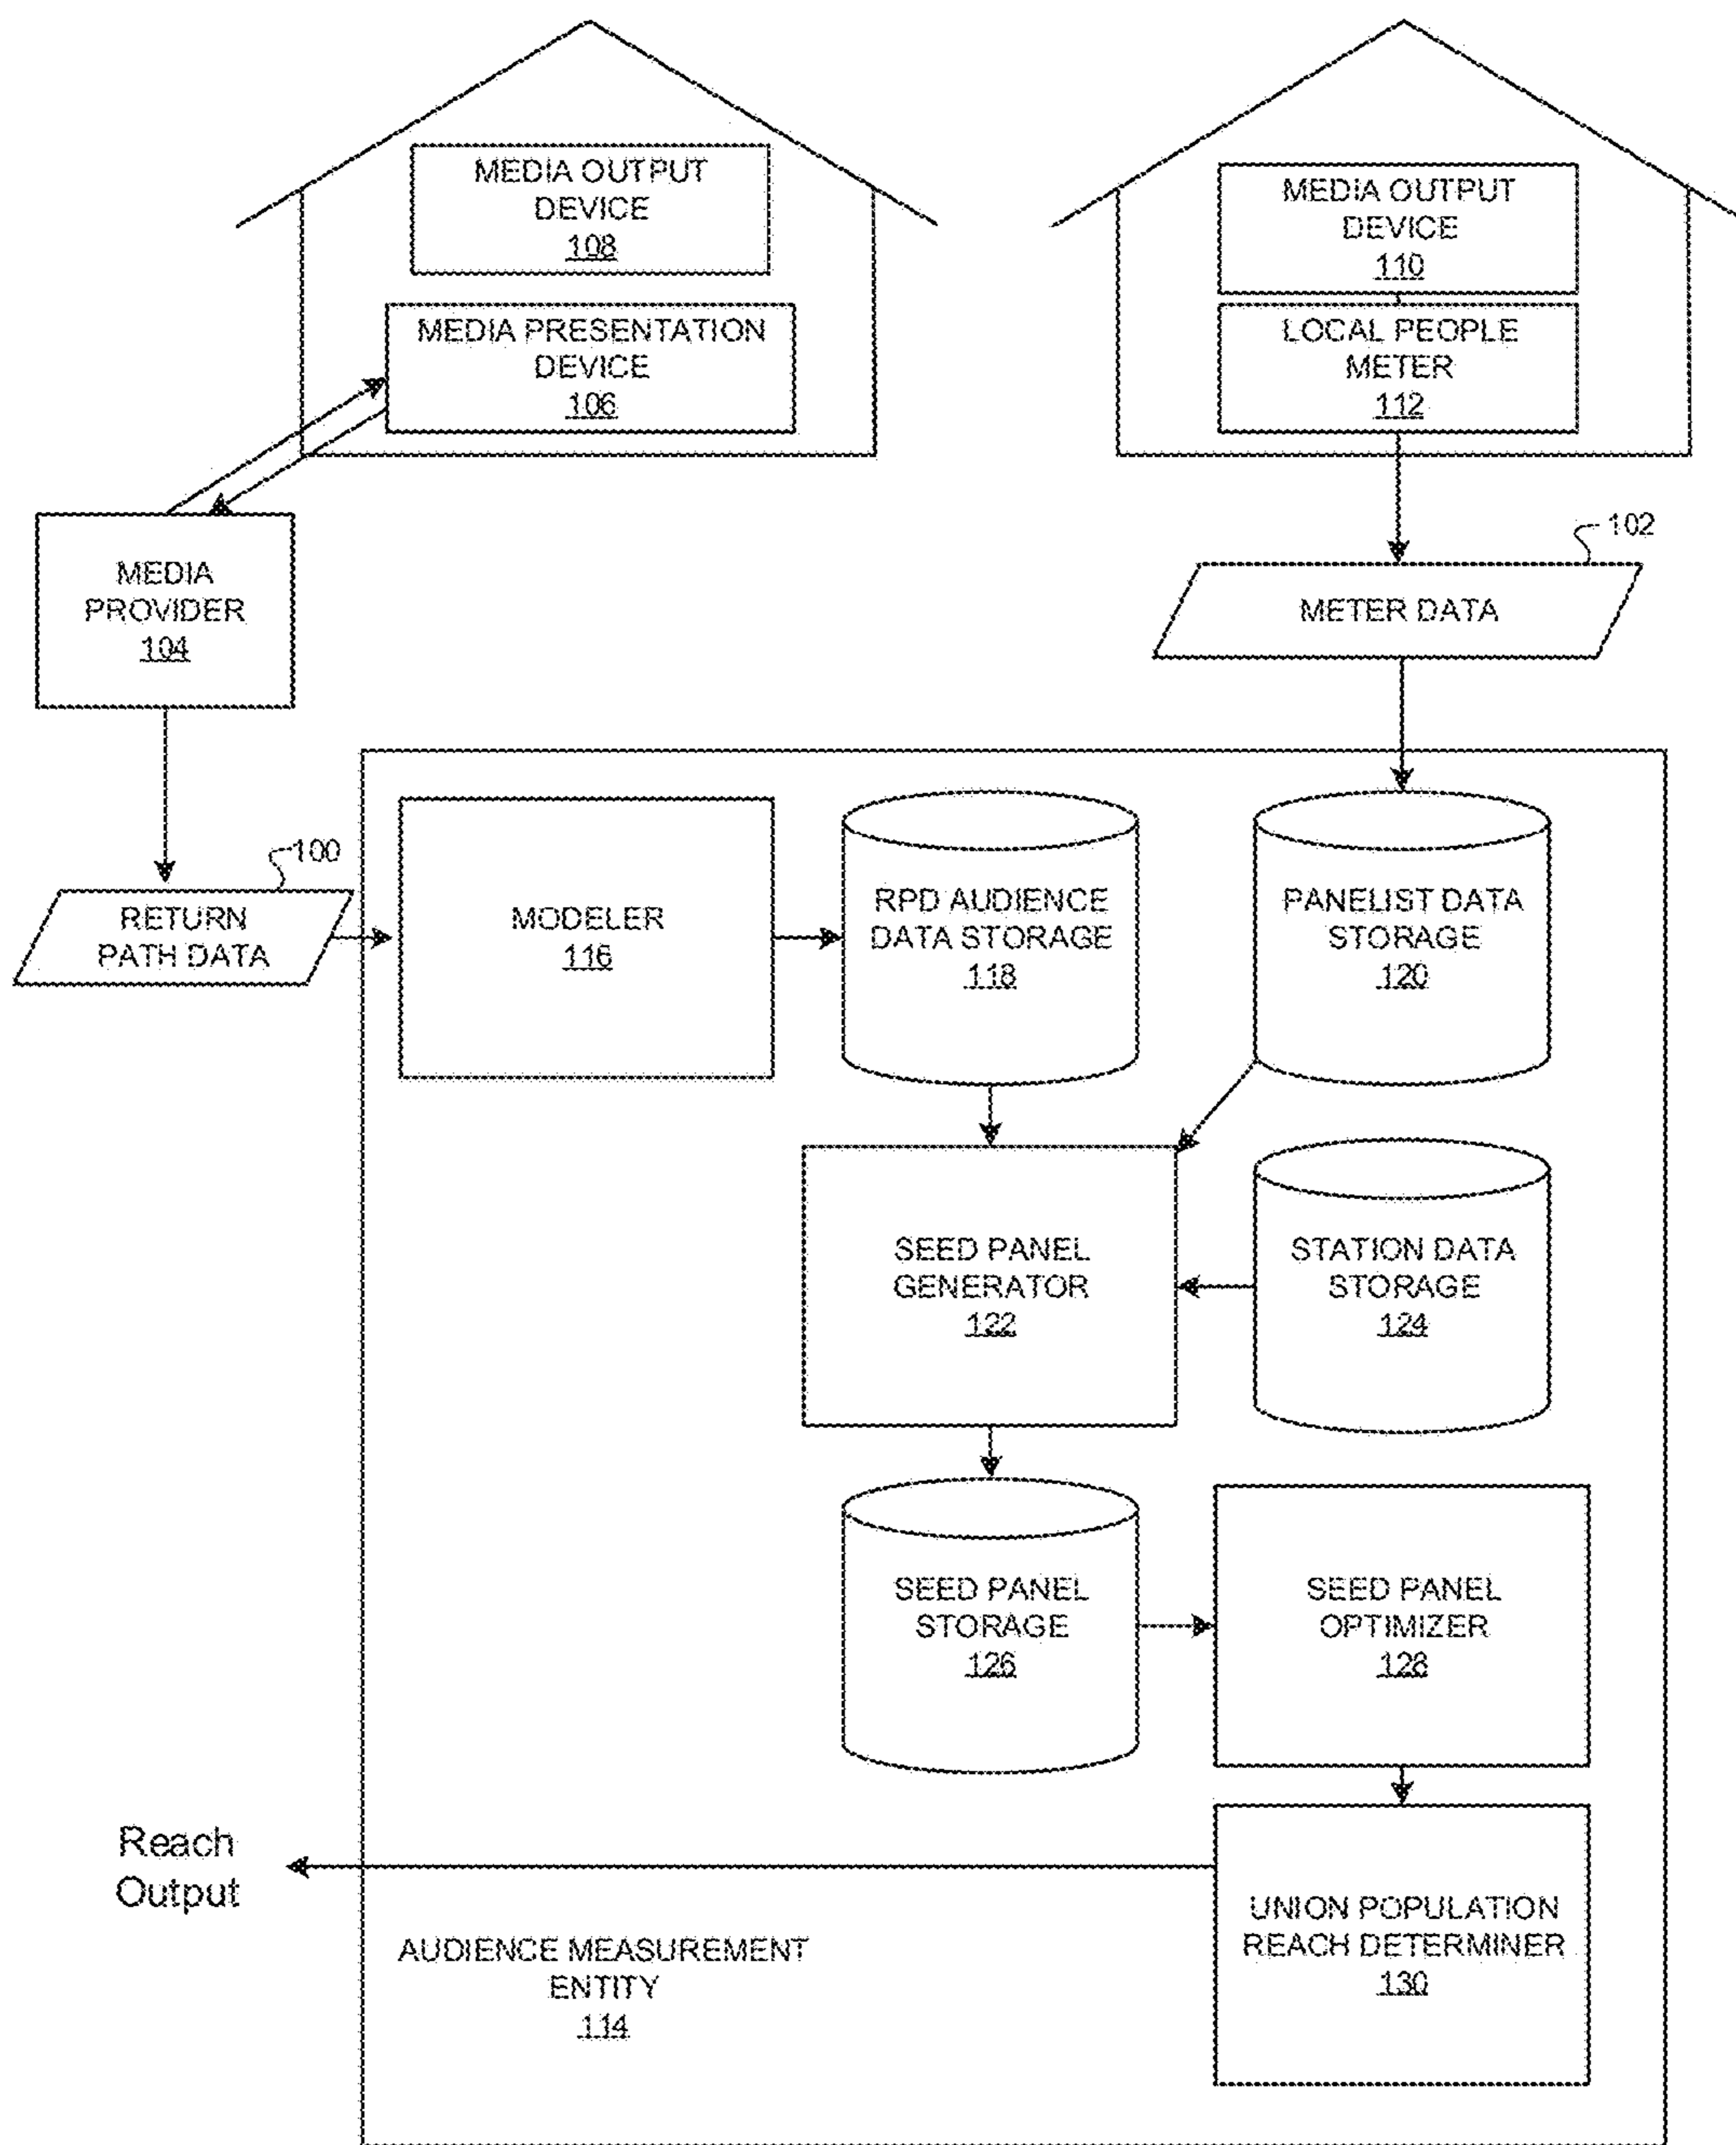 MEDIA OUTPUT
DEVICE
108
MEDIA PRESENTATION
DEVICE
106
MEDIA OUTPUT
DEVICE
110
LOCAL PEOPLE
METER
112
MEDIA
PROVIDER
104
102
METER DATA
100
RETURN
PATH DATA
MODELER
116
RPD AUDIENCE
DATA STORAGE
118
PANELIST DATA
STORAGE
120
SEED PANEL
GENERATOR
122
STATION DATA
STORAGE
124
SEED PANEL
STORAGE
126
SEED PANEL
OPTIMIZER
128
Reach
Output
UNION POPULATION
REACH DETERMINER
130
AUDIENCE MEASUREMENT
ENTITY
114